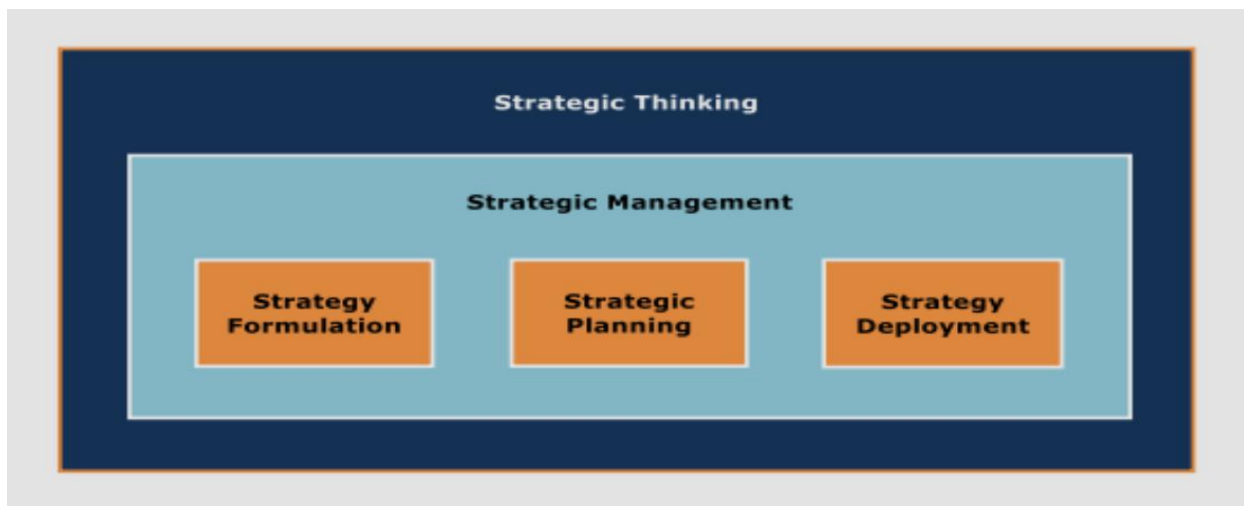 Strategic Thinking
Strategic Management
Strategy
Formulation
Strategic
Planning
Strategy
Deployment